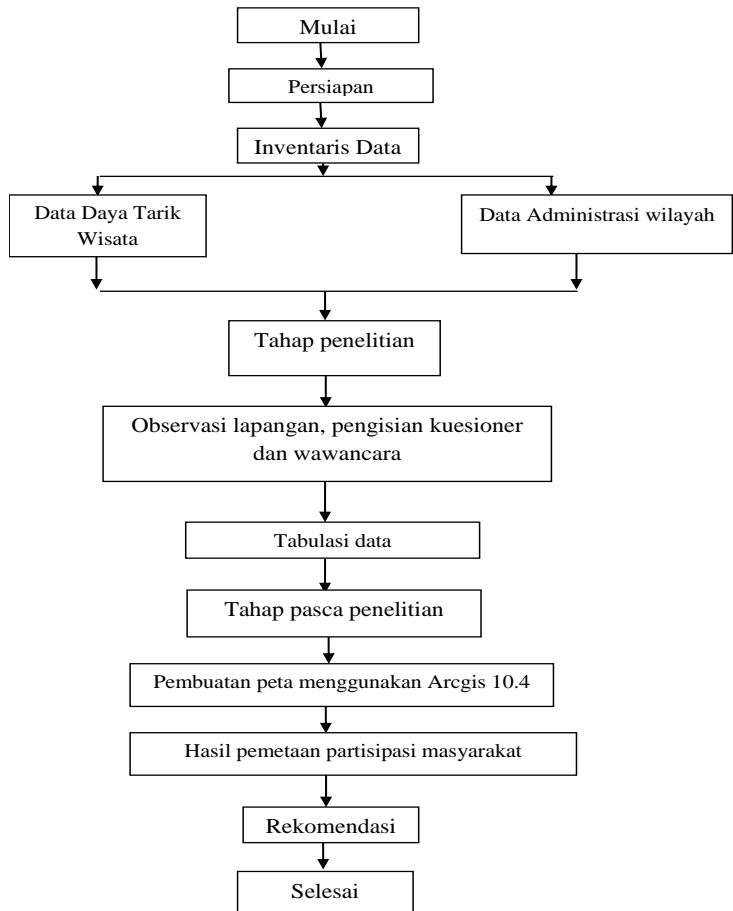 Mulai
Persiapan
Inventaris Data
Data Daya Tarik
Wisata
Data Administrasi wilayah
Tahap penelitian
Observasi lapangan, pengisian kuesioner
dan wawancara
Tabulasi data
Tahap pasca penelitian
Pembuatan peta menggunakan Arcgis 10.4
Hasil pemetaan partisipasi masyarakat
Rekomendasi
Selesai